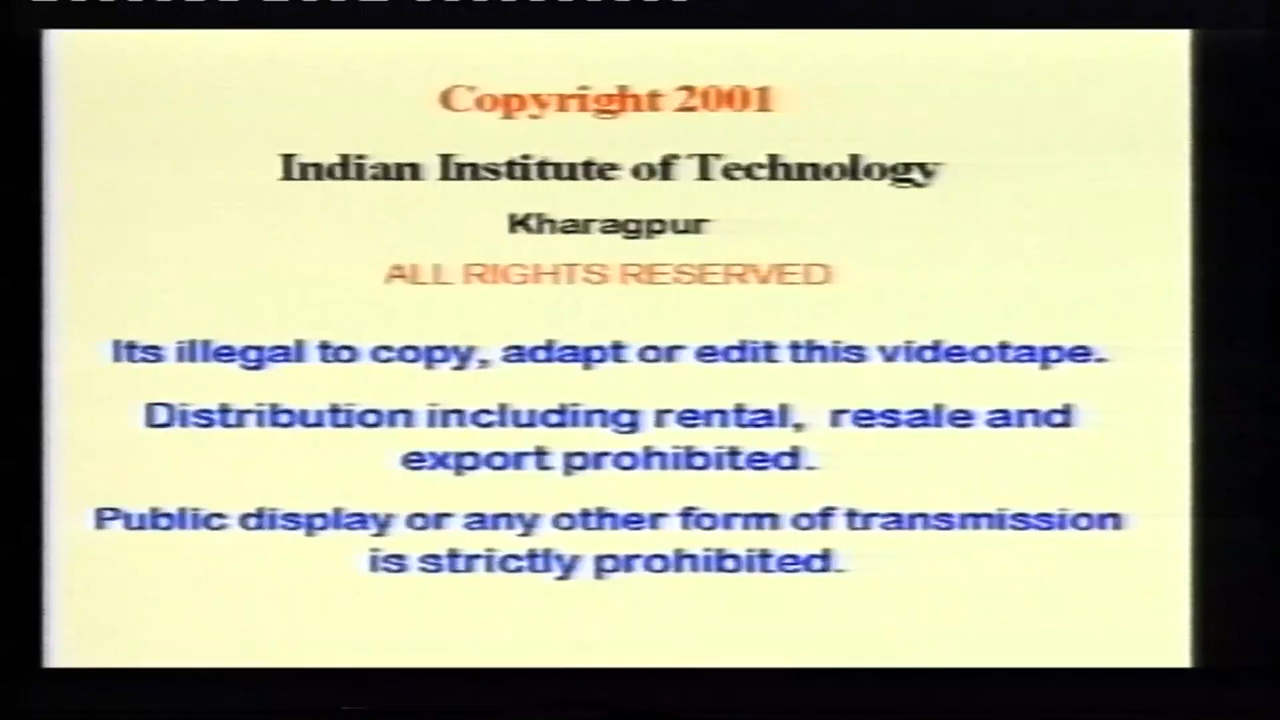 Copyright 2001
Indian Institute of Technology
Kharagpur
ALL RIGHTS RESERVED
Its illegal to copy, adapt or edit this videotape.
Distribution including rental, resale and
export prohibited.
Public display or any other form of transmission
is strictly prohibited.